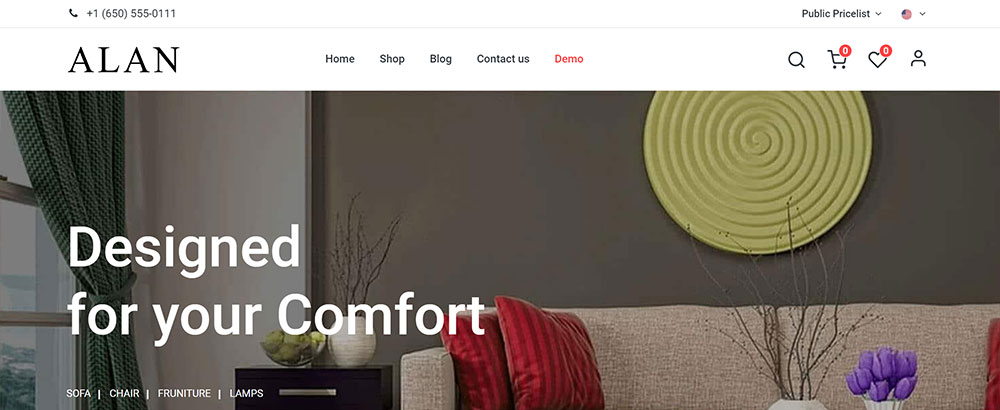 +1 (650) 555-0111 Public Pricelist
ALAN Home Shop Blog Contact us Demo 0 0
Designed
for your Comfort
SOFA | CHAIR | FRUNITURE | LAMPS